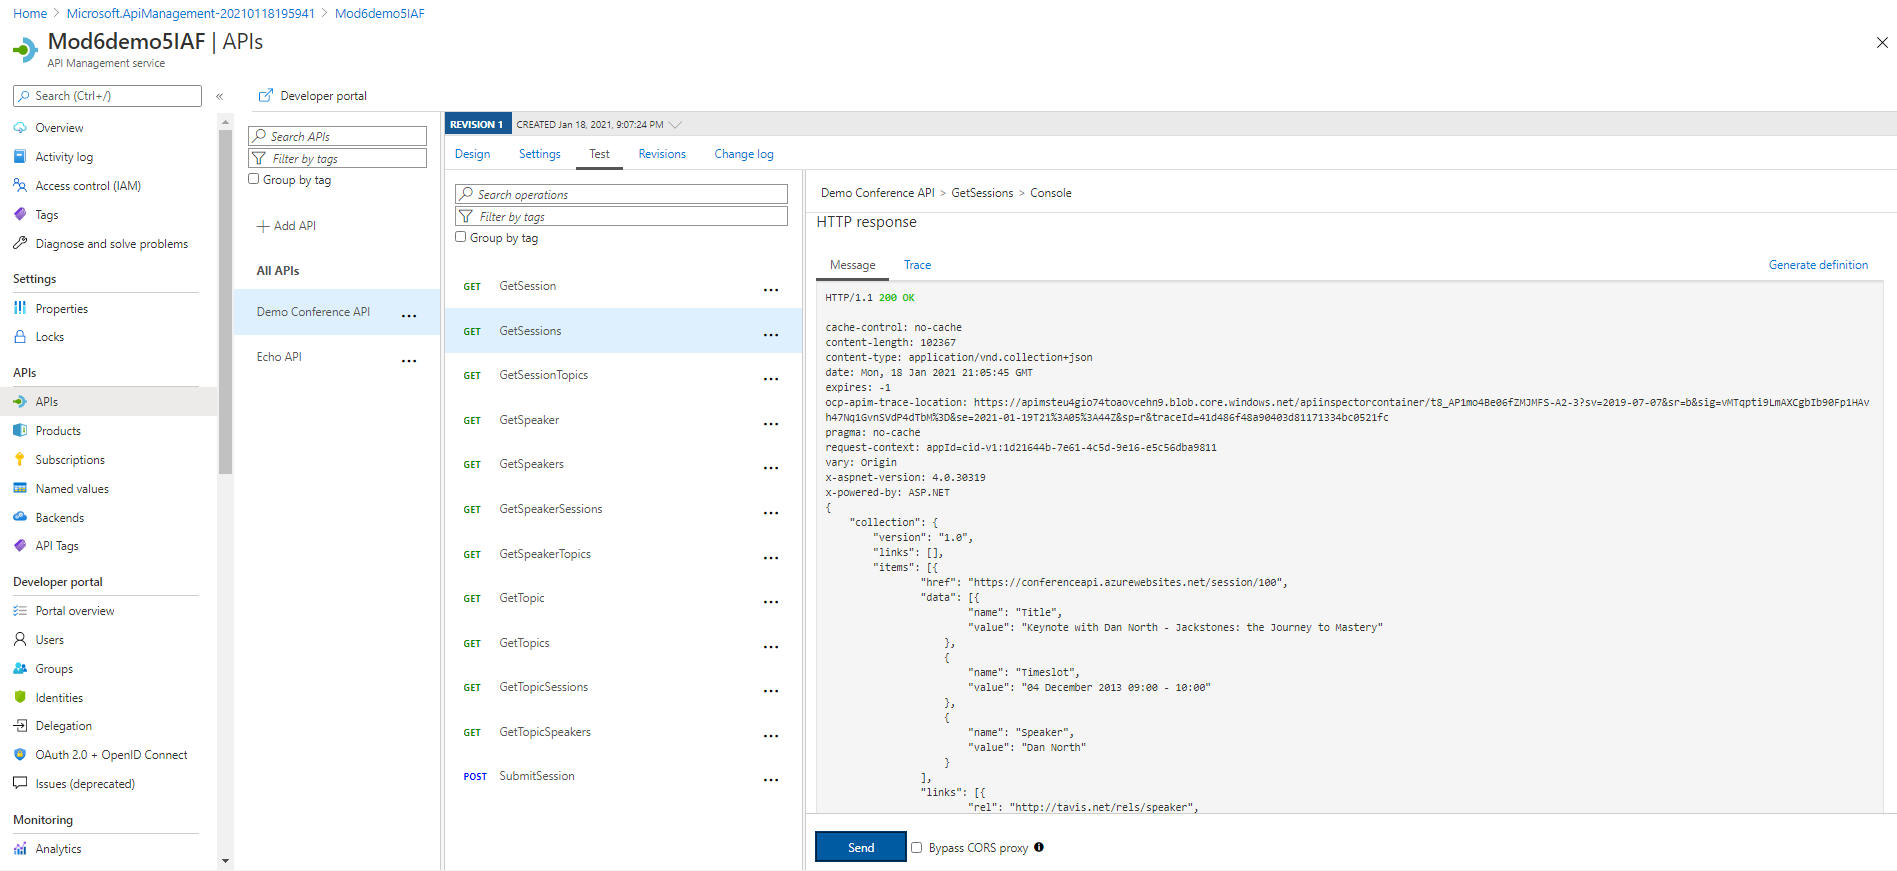 Home > Microsoft.ApiManagement-20210118195941 > Mod6demo5IAF
Mod6demo5IAF | APIs
API Management service
Search (Ctrl+/)
«
Overview
Activity log
Access control (IAM)
Tags
Diagnose and solve problems
Settings
Properties
Locks
APIs
APIs
Products
Subscriptions
Named values
Backends
API Tags
Developer portal
Portal overview
Users
Groups
Identities
Delegation
OAuth 2.0 + OpenID Connect
Issues (deprecated)
Monitoring
Analytics
Developer portal
Search APIs
Filter by tags
Group by tag
+ Add API
All APIs
Demo Conference API ...
Echo API ...
REVISION 1 CREATED Jan 18, 2021, 9:07:24 PM
Design Settings Test Revisions Change log
Search operations
Filter by tags
Group by tag
GET GetSession ...
GET GetSessions ...
GET GetSessionTopics ...
GET GetSpeaker ...
GET GetSpeakers ...
GET GetSpeakerSessions ...
GET GetSpeakerTopics ...
GET GetTopic ...
GET GetTopics ...
GET GetTopicSessions ...
GET GetTopicSpeakers ...
POST SubmitSession ...
Demo Conference API > GetSessions > Console
HTTP response
Message Trace Generate definition
HTTP/1.1 200 OK
cache-control: no-cache
content-length: 102367
content-type: application/vnd.collection+json
date: Mon, 18 Jan 2021 21:05:45 GMT
expires: -1
ocp-apim-trace-location: https://apimsteu4gio74toaovcehn9.blob.core.windows.net/apiinspectorcontainer/t8_AP1mo4Be06fZMJMFS-A2-3?sv=2019-07-07&sr=b&sig=vMTqpti9LmAXCgbIb90Fp1HAv
h47Nq1GvnSVdP4dTbM%3D&se=2021-01-19T21%3A05%3A44Z&sp=r&traceId=41d486f48a90403d81171334bc0521fc
pragma: no-cache
request-context: appId=cid-v1:1d21644b-7e61-4c5d-9e16-e5c56dba9811
vary: Origin
x-aspnet-version: 4.0.30319
x-powered-by: ASP.NET
{
"collection": {
"version": "1.0",
"links": [],
"items": [{
"href": "https://conferenceapi.azurewebsites.net/session/100",
"data": [{
"name": "Title",
"value": "Keynote with Dan North - Jackstones: the Journey to Mastery"
},
{
"name": "Timeslot",
"value": "04 December 2013 09:00 - 10:00"
},
{
"name": "Speaker",
"value": "Dan North"
}
],
"links": [{
"rel": "http://tavis.net/rels/speaker",
Send Bypass CORS proxy